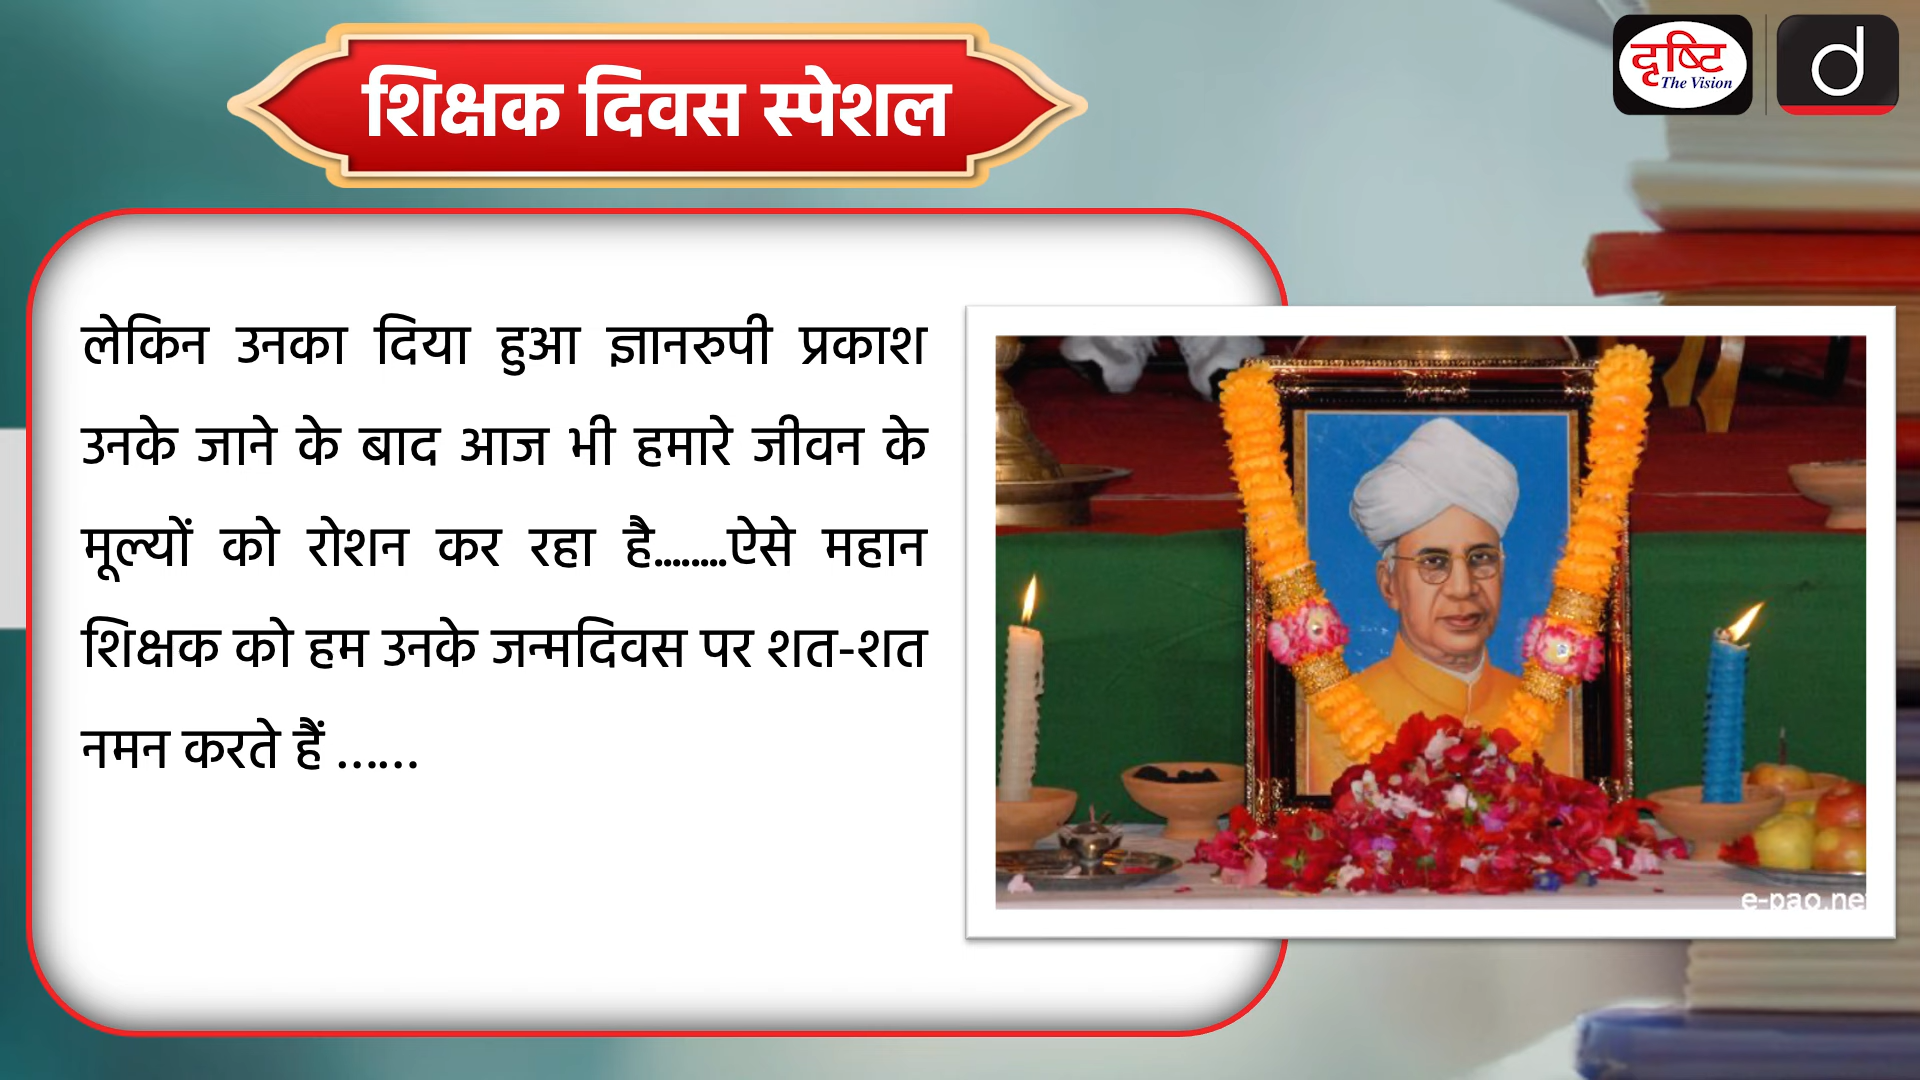 शिक्षक दिवस स्पेशल
दृष्टि
The Vision
d
लेकिन उनका दिया हुआ ज्ञानरुपी प्रकाश
उनके जाने के बाद आज भी हमारे जीवन के
मूल्यों को रोशन कर रहा है........ऐसे महान
शिक्षक को हम उनके जन्मदिवस पर शत-शत
नमन करते हैं ……
e-pao.net